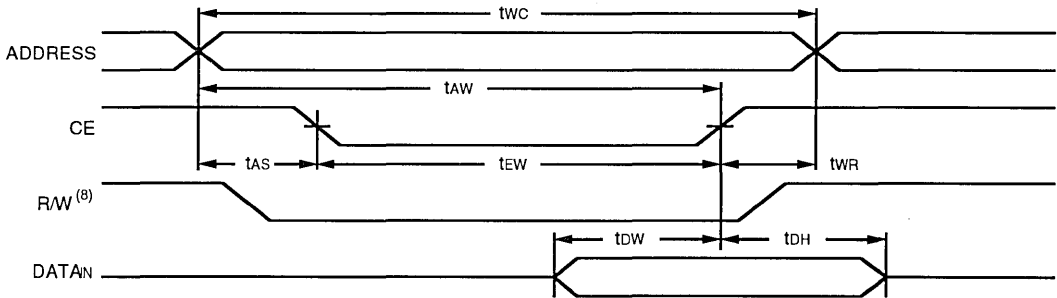 tWC
ADDRESS
tAW
CE
tAS tEW tWR
R/W (8)
tDW tDH
DATAIN